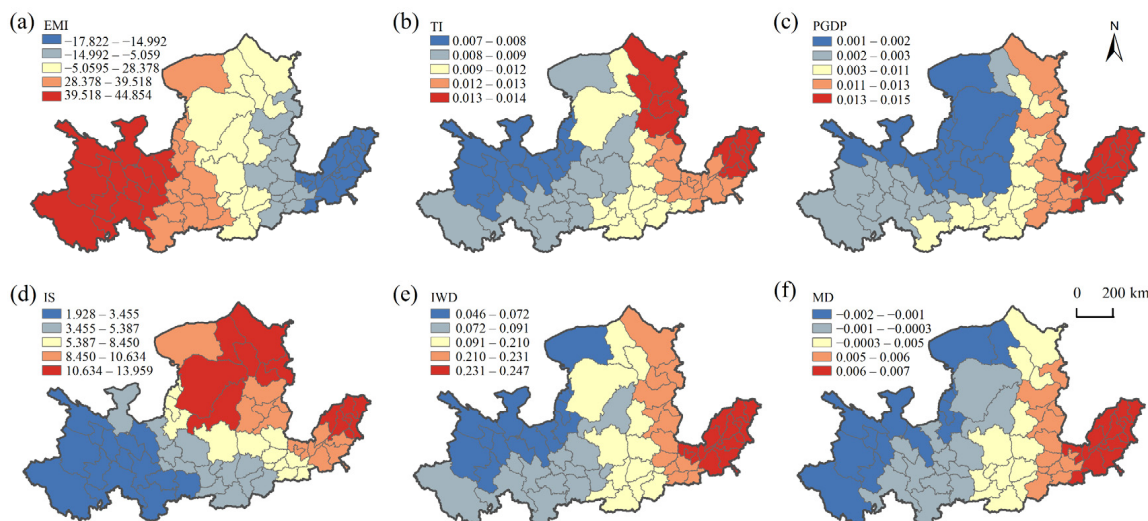 (a) EMI
−17.822 – −14.992
−14.992 – −5.059
−5.0595 – 28.378
28.378 – 39.518
39.518 – 44.854
(b) TI
0.007 – 0.008
0.008 – 0.009
0.009 – 0.012
0.012 – 0.013
0.013 – 0.014
(c) PGDP
0.001 – 0.002
0.002 – 0.003
0.003 – 0.011
0.011 – 0.013
0.013 – 0.015
N
(d) IS
1.928 – 3.455
3.455 – 5.387
5.387 – 8.450
8.450 – 10.634
10.634 – 13.959
(e) IWD
0.046 – 0.072
0.072 – 0.091
0.091 – 0.210
0.210 – 0.231
0.231 – 0.247
(f) MD
−0.002 – −0.001
−0.001 – −0.0003
−0.0003 – 0.005
0.005 – 0.006
0.006 – 0.007
0 200 km